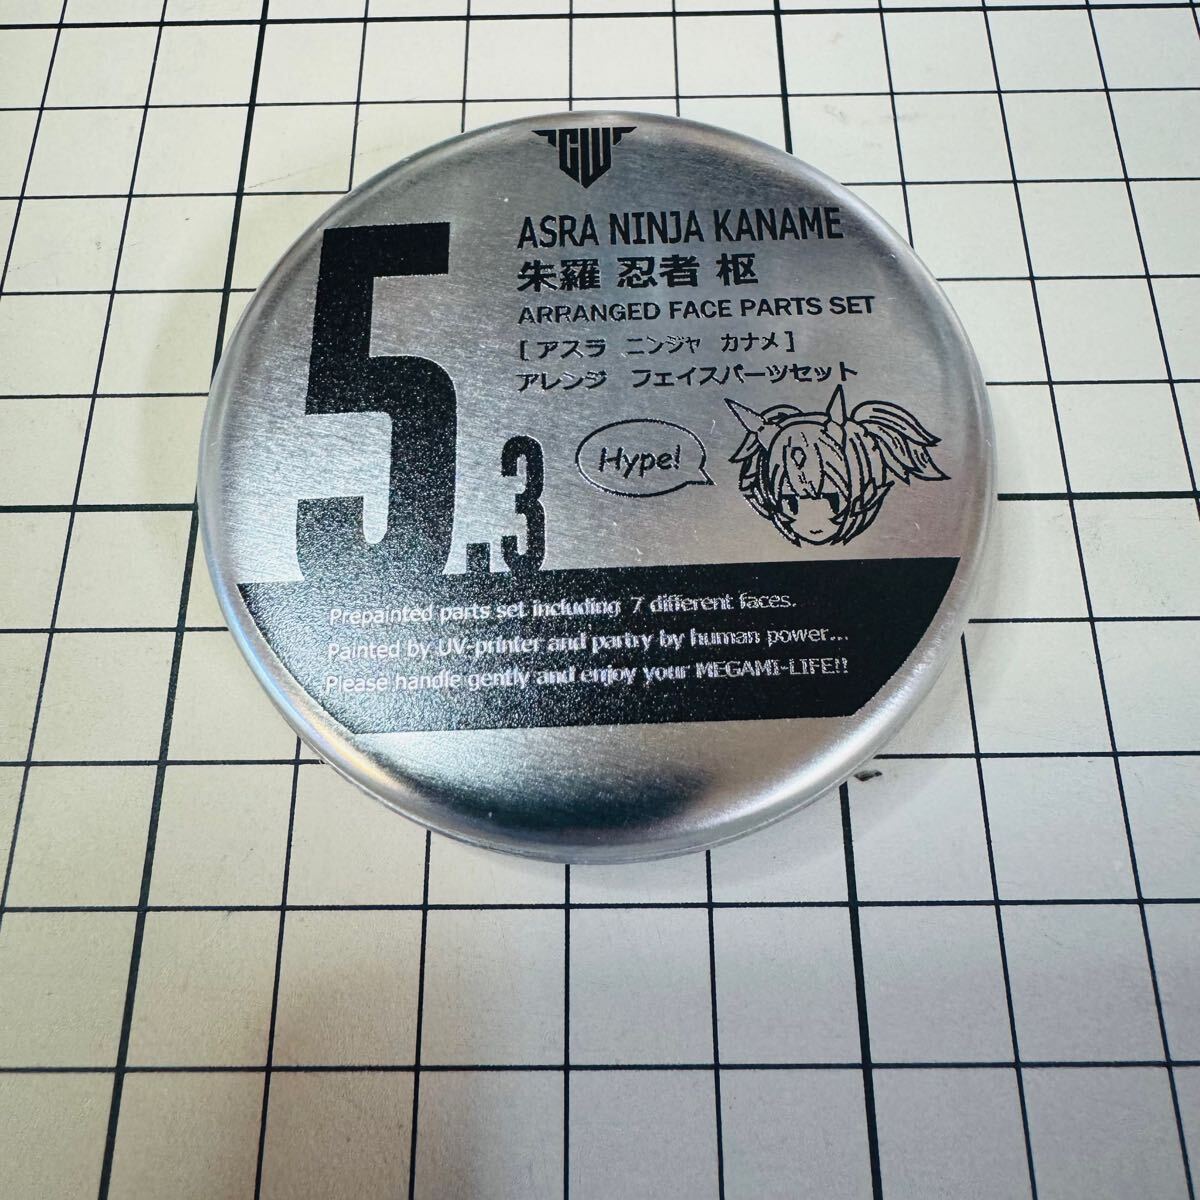 CW
ASRA NINJA KANAME
朱羅 忍者 枢
ARRANGED FACE PARTS SET
[ アスラ ニンジャ カナメ ]
アレンジ フェイスパーツセット
5.3
Hype!
Prepainted parts set including 7 different faces.
Painted by UV-printer and partry by human power...
Please handle gently and enjoy your MEGAMI-LIFE!!